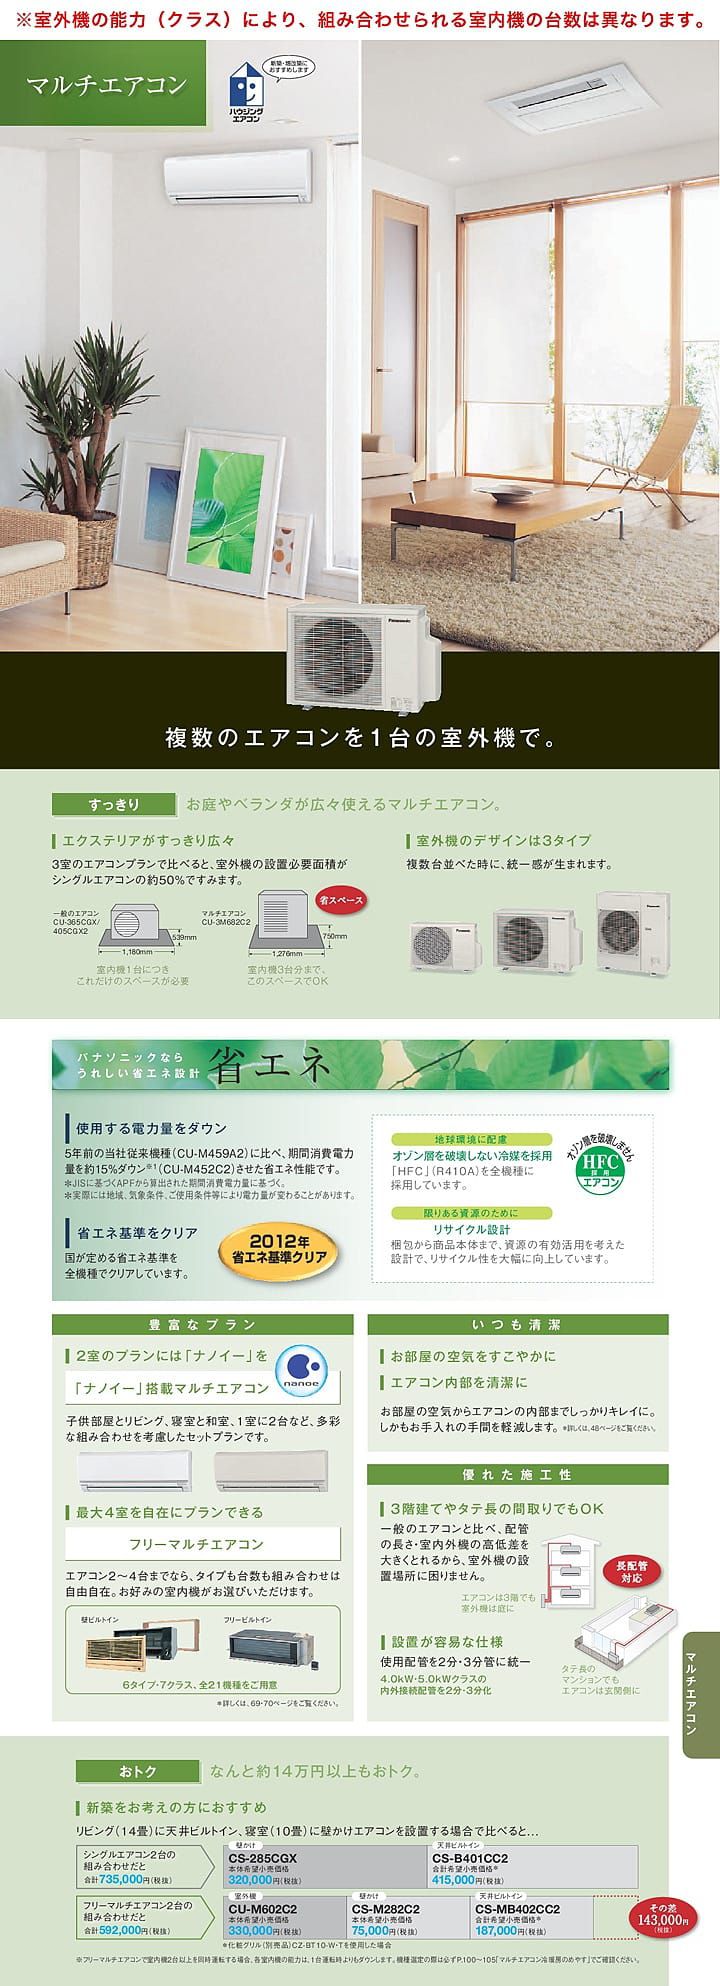 ※室外機の能力（クラス）により、組み合わせられる室内機の台数は異なります。
マルチエアコン
新築・増改築に
おすすめします
ハウジング
エアコン
Panasonic
複数のエアコンを1台の室外機で。
すっきり
お庭やベランダが広々使えるマルチエアコン。
エクステリアがすっきり広々
3室のエアコンプランで比べると、室外機の設置必要面積が
シングルエアコンの約50%ですみます。
省スペース
一般のエアコン
CU-365CGX/
405CGX2
539mm
1,180mm
室内機1台につき
これだけのスペースが必要
マルチエアコン
CU-3M682C2
750mm
1,276mm
室内機3台分まで、
このスペースでOK
室外機のデザインは3タイプ
複数台並べた時に、統一感が生まれます。
パナソニックなら
うれしい省エネ設計
省エネ
使用する電力量をダウン
5年前の当社従来機種（CU-M459A2）に比べ、期間消費電力
量を約15%ダウン※1（CU-M452C2）させた省エネ性能です。
※JISに基づくAPFから算出された期間消費電力量に基づく。
※実際には地域、気象条件、ご使用条件等により電力量が変わることがあります。
省エネ基準をクリア
国が定める省エネ基準を
全機種でクリアしています。
2012年
省エネ基準クリア
地球環境に配慮
オゾン層を破壊しない冷媒を採用
「HFC」（R410A）を全機種に
採用しています。
オゾン層を破壊しません
HFC
採用
エアコン
限りある資源のために
リサイクル設計
梱包から商品本体まで、資源の有効活用を考えた
設計で、リサイクル性を大幅に向上しています。
豊富なプラン
2室のプランには「ナノイー」を
「ナノイー」搭載マルチエアコン
nanoe
子供部屋とリビング、寝室と和室、1室に2台など、多彩
な組み合わせを考慮したセットプランです。
最大4室を自在にプランできる
フリーマルチエアコン
エアコン2〜4台までなら、タイプも台数も組み合わせは
自由自在。お好みの室内機がお選びいただけます。
壁ビルトイン
フリービルトイン
6タイプ・7クラス、全21機種をご用意
※詳しくは、69・70ページをご覧ください。
いつも清潔
お部屋の空気をすこやかに
エアコン内部を清潔に
お部屋の空気からエアコンの内部までしっかりキレイに。
しかもお手入れの手間を軽減します。※詳しくは、48ページをご覧ください。
優れた施工性
3階建てやタテ長の間取りでもOK
一般のエアコンと比べ、配管
の長さ・室内外機の高低差を
大きくとれるから、室外機の設
置場所に困りません。
エアコンは3階でも
室外機は庭に
長配管
対応
設置が容易な仕様
使用配管を2分・3分管に統一
4.0kW・5.0kWクラスの
内外接続配管を2分・3分化
タテ長の
マンションでも
エアコンは玄関側に
マルチエアコン
おトク
なんと約14万円以上もおトク。
新築をお考えの方におすすめ
リビング（14畳）に天井ビルトイン、寝室（10畳）に壁かけエアコンを設置する場合で比べると…
シングルエアコン2台の
組み合わせだと
合計735,000円（税抜）
壁かけ
CS-285CGX
本体希望小売価格
320,000円（税抜）
天井ビルトイン
CS-B401CC2
合計希望小売価格※
415,000円（税抜）
フリーマルチエアコン2台の
組み合わせだと
合計592,000円（税抜）
室外機
CU-M602C2
本体希望小売価格
330,000円（税抜）
壁かけ
CS-M282C2
本体希望小売価格
75,000円（税抜）
天井ビルトイン
CS-MB402CC2
合計希望小売価格※
187,000円（税抜）
その差
143,000円
（税抜）
※化粧グリル（別売品）CZ-BT10-W・Tを使用した場合
※フリーマルチエアコンで室内機2台以上を同時運転する場合、各室内機の能力は、1台運転時よりもダウンします。機種選定の際は必ずP.100〜105「マルチエアコン冷暖房のめやす」でご確認ください。